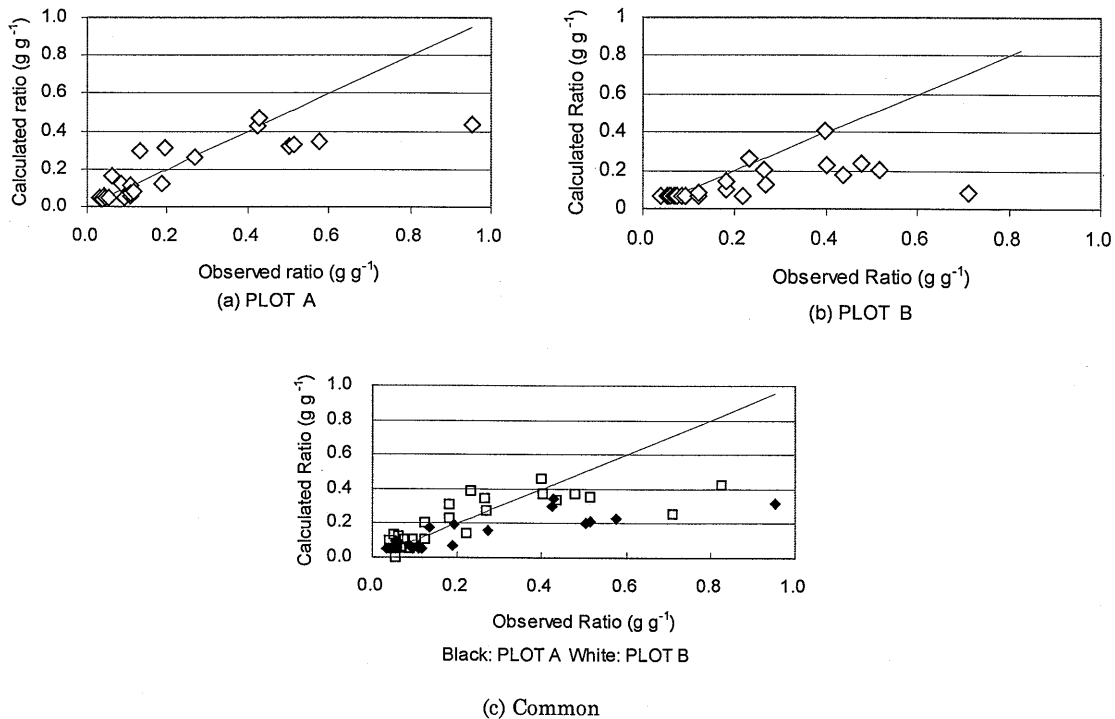 Calculated ratio (g g⁻¹)
1.0
0.8
0.6
0.4
0.2
0.0
0.0 0.2 0.4 0.6 0.8 1.0
Observed ratio (g g⁻¹)
(a) PLOT A
Calculated Ratio (g g⁻¹)
1
0.8
0.6
0.4
0.2
0
0 0.2 0.4 0.6 0.8 1.0
Observed Ratio (g g⁻¹)
(b) PLOT B
Calculated Ratio (g g⁻¹)
1.0
0.8
0.6
0.4
0.2
0.0
0.0 0.2 0.4 0.6 0.8 1.0
Observed Ratio (g g⁻¹)
Black: PLOT A White: PLOT B
(c) Common